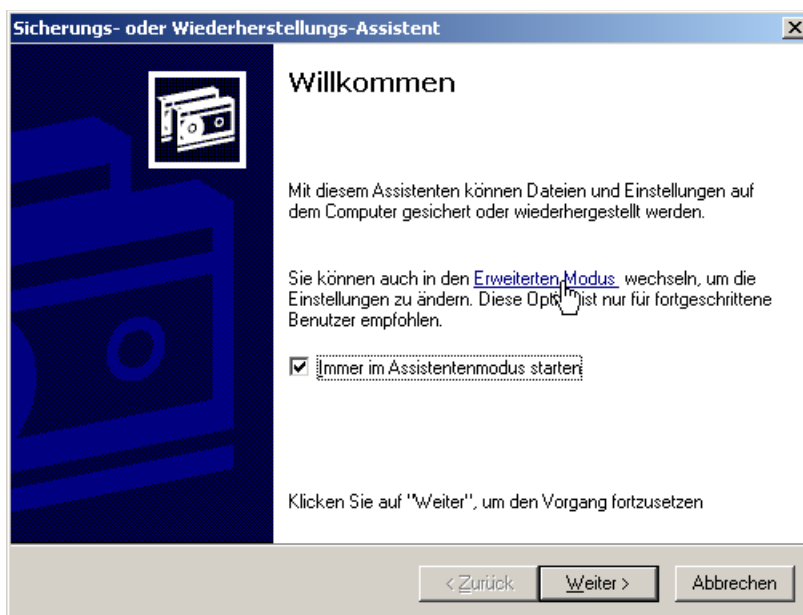 Sicherungs- oder Wiederherstellungs-Assistent
Willkommen
Mit diesem Assistenten können Dateien und Einstellungen auf
dem Computer gesichert oder wiederhergestellt werden.
Sie können auch in den Erweiterten Modus wechseln, um die
Einstellungen zu ändern. Diese ist nur für fortgeschrittene
Benutzer empfohlen.
Immer im Assistentenmodus starten
Klicken Sie auf "Weiter", um den Vorgang fortzusetzen
< Zurück
Weiter >
Abbrechen